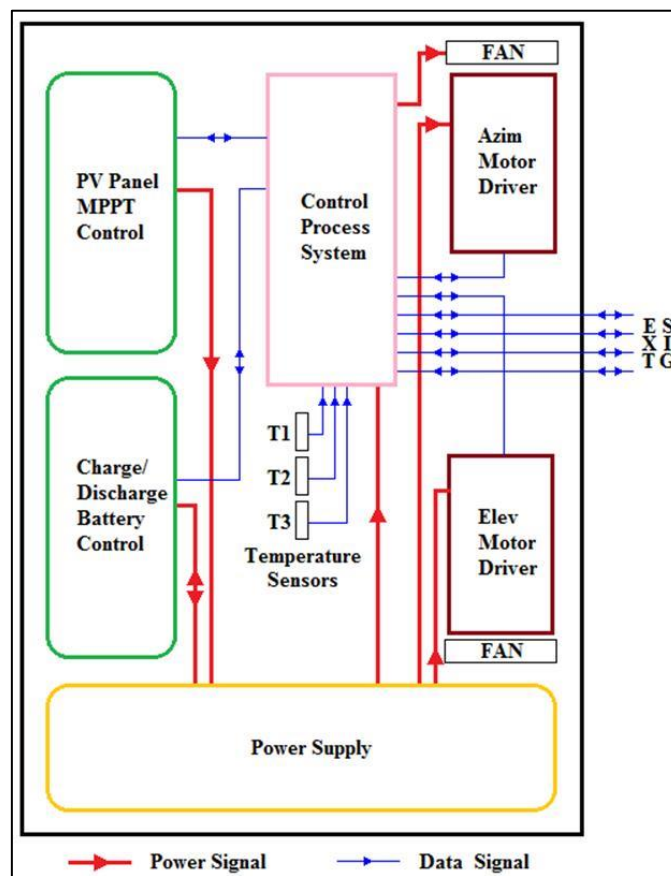 FAN
PV Panel
MPPT
Control
Control
Process
System
Azim
Motor
Driver
E S
X I
T G
Charge/
Discharge
Battery
Control
T1
T2
T3
Temperature
Sensors
Elev
Motor
Driver
FAN
Power Supply
Power Signal
Data Signal